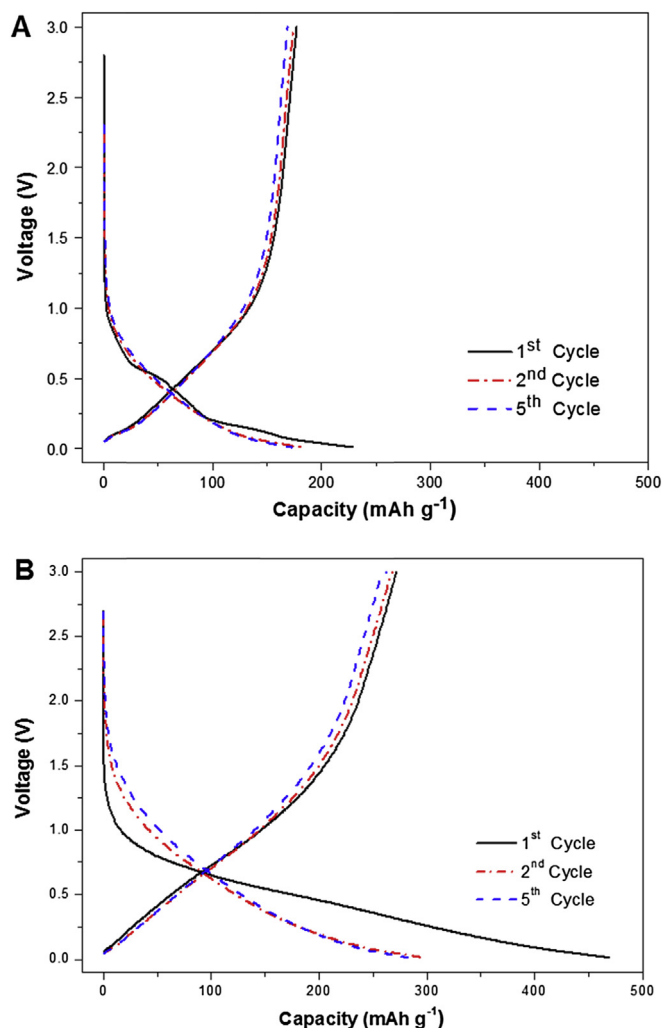 A
3.0
2.5
2.0
1.5
1.0
0.5
0.0
Voltage (V)
1st Cycle
2nd Cycle
5th Cycle
0 100 200 300 400 500
Capacity (mAh g-1)
B
3.0
2.5
2.0
1.5
1.0
0.5
0.0
Voltage (V)
1st Cycle
2nd Cycle
5th Cycle
0 100 200 300 400 500
Capacity (mAh g-1)